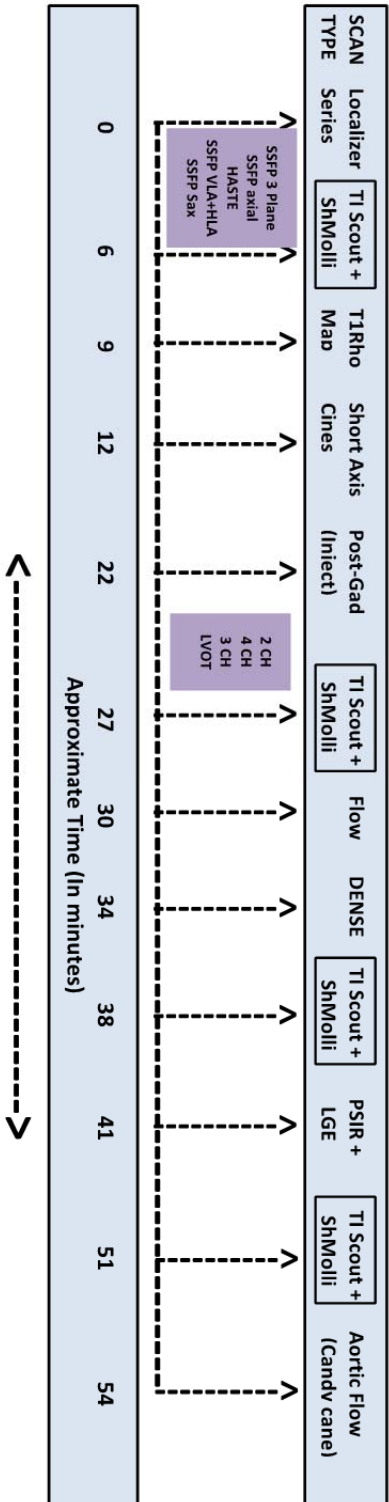 SCAN
TYPE
Localizer
Series
TI Scout +
ShMolli
T1Rho
Map
Short Axis
Cines
Post-Gad
(Inject)
TI Scout +
ShMolli
Flow
DENSE
TI Scout +
ShMolli
PSIR +
LGE
TI Scout +
ShMolli
Aortic Flow
(Candy cane)
SSFP 3 Plane
SSFP axial
HASTE
SSFP VLA+HLA
SSFP Sax
2 CH
4 CH
3 CH
LVOT
0 6 9 12 22 27 30 34 38 41 51 54
Approximate Time (In minutes)